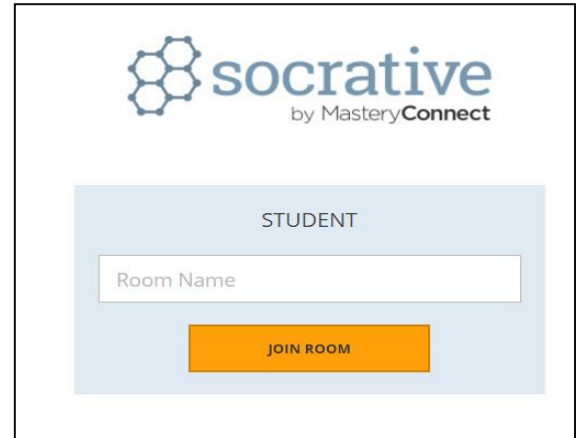 socrative
by MasteryConnect
STUDENT
Room Name
JOIN ROOM